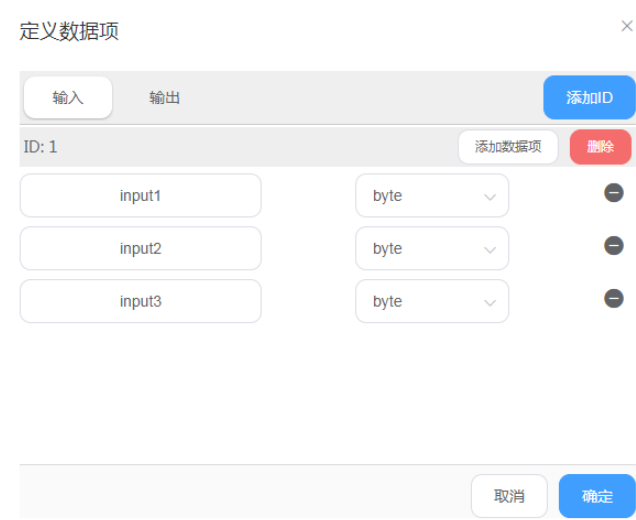 定义数据项
输入 输出 添加ID
ID: 1 添加数据项 删除
input1 byte
input2 byte
input3 byte
取消 确定